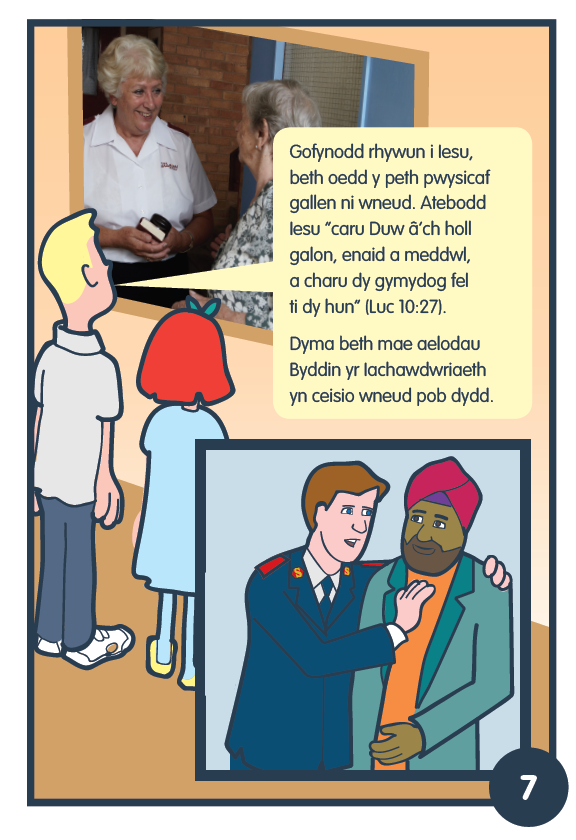 Gofynodd rhywun i Iesu,
beth oedd y peth pwysicaf
gallen ni wneud. Atebodd
Iesu “caru Duw â’ch holl
galon, enaid a meddwl,
a charu dy gymydog fel
ti dy hun” (Luc 10:27).
Dyma beth mae aelodau
Byddin yr Iachawdwriaeth
yn ceisio wneud pob dydd.
S S
7